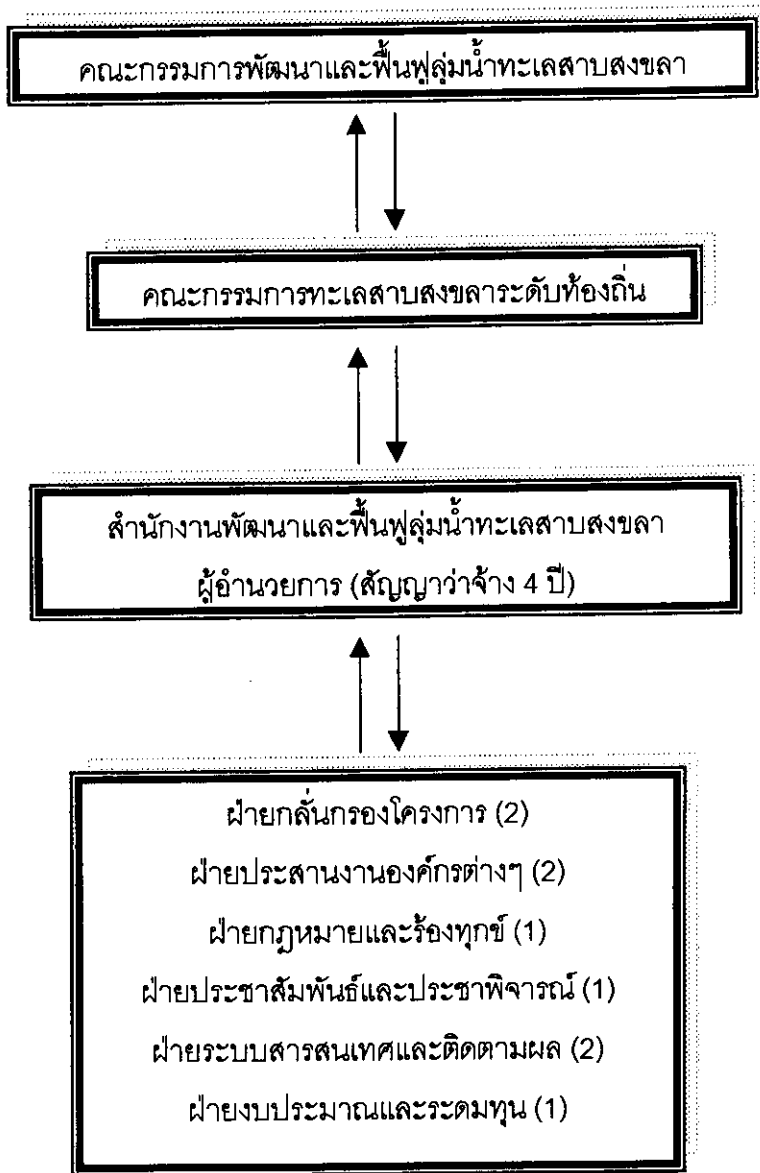 คณะกรรมการพัฒนาและฟื้นฟูลุ่มน้ำทะเลสาบสงขลา
คณะกรรมการทะเลสาบสงขลาระดับท้องถิ่น
สำนักงานพัฒนาและฟื้นฟูลุ่มน้ำทะเลสาบสงขลา
ผู้อำนวยการ (สัญญาว่าจ้าง 4 ปี)
ฝ่ายกลั่นกรองโครงการ (2)
ฝ่ายประสานงานองค์กรต่างๆ (2)
ฝ่ายกฎหมายและร้องทุกข์ (1)
ฝ่ายประชาสัมพันธ์และประชาพิจารณ์ (1)
ฝ่ายระบบสารสนเทศและติดตามผล (2)
ฝ่ายงบประมาณและระดมทุน (1)